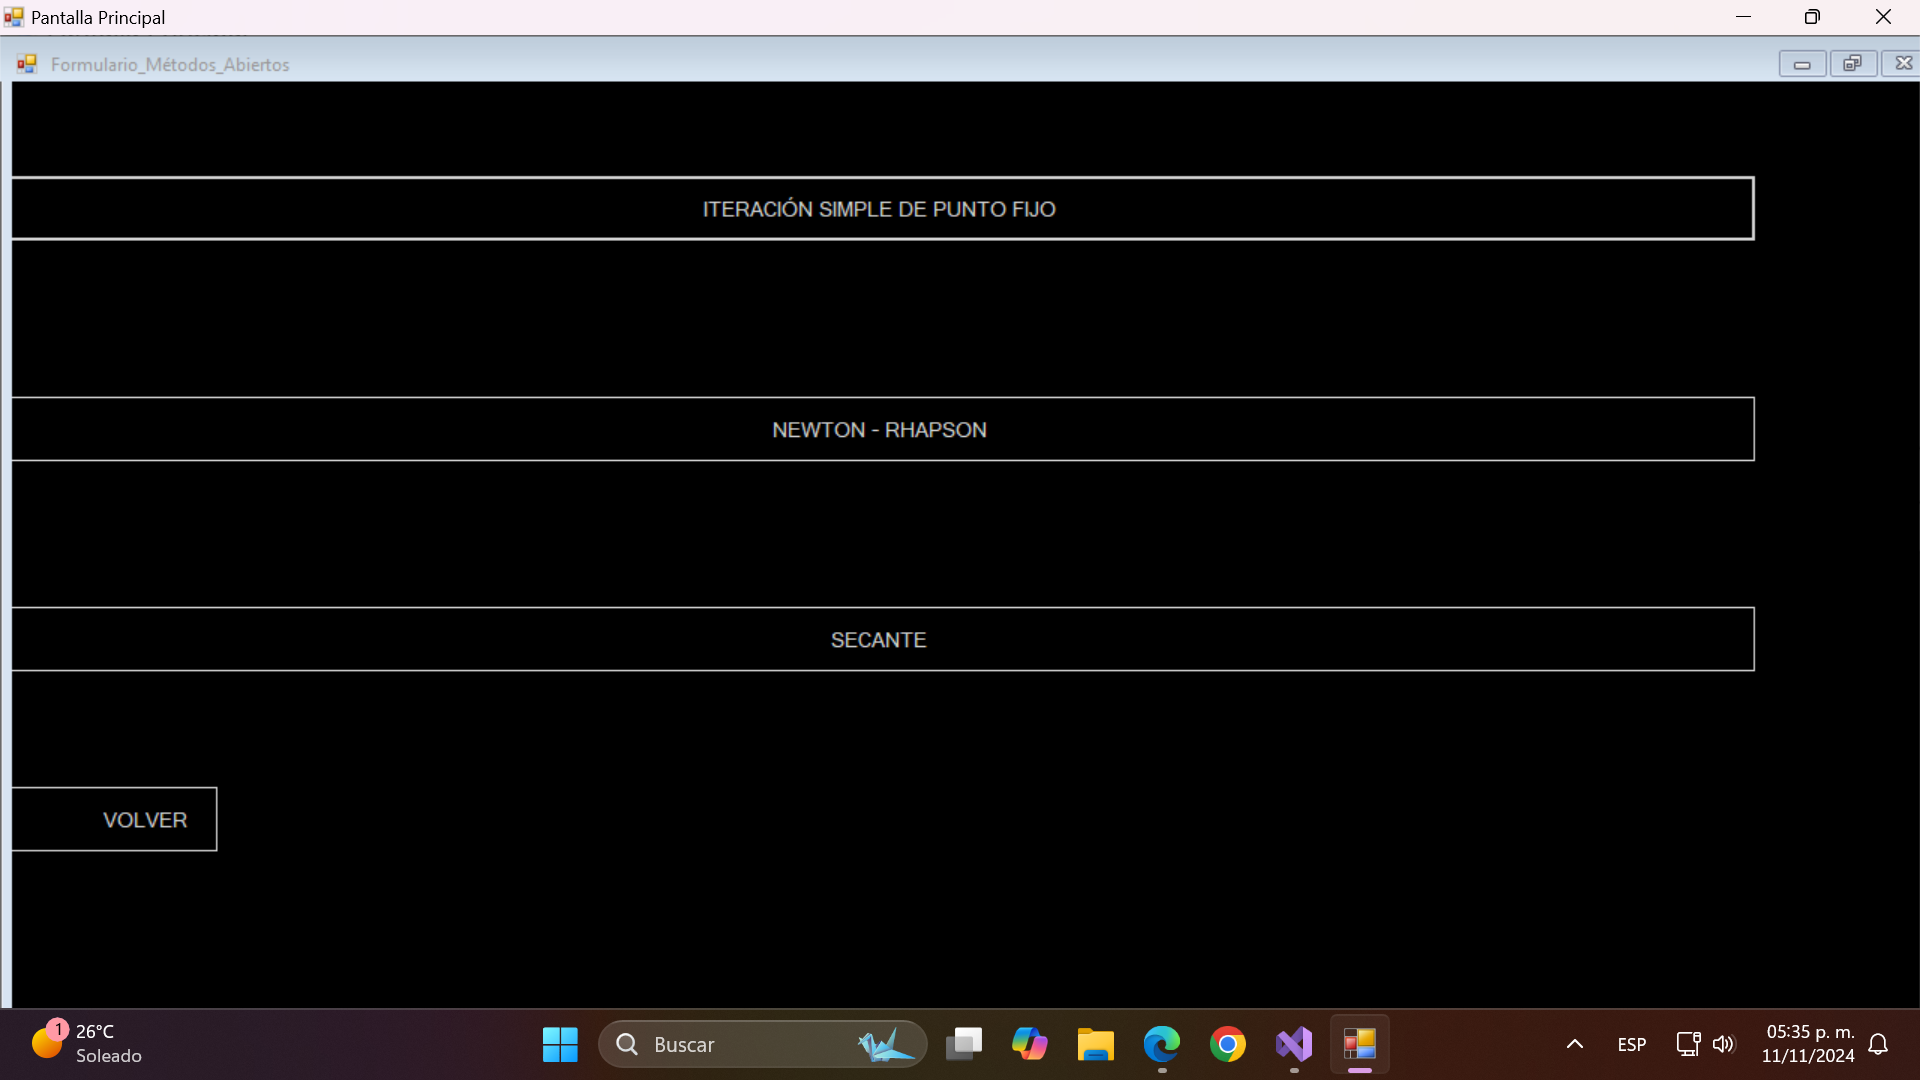 Pantalla Principal
Formulario_Métodos_Abiertos
ITERACIÓN SIMPLE DE PUNTO FIJO
NEWTON - RHAPSON
SECANTE
VOLVER
1
26°C
Soleado
Buscar
ESP
05:35 p. m.
11/11/2024